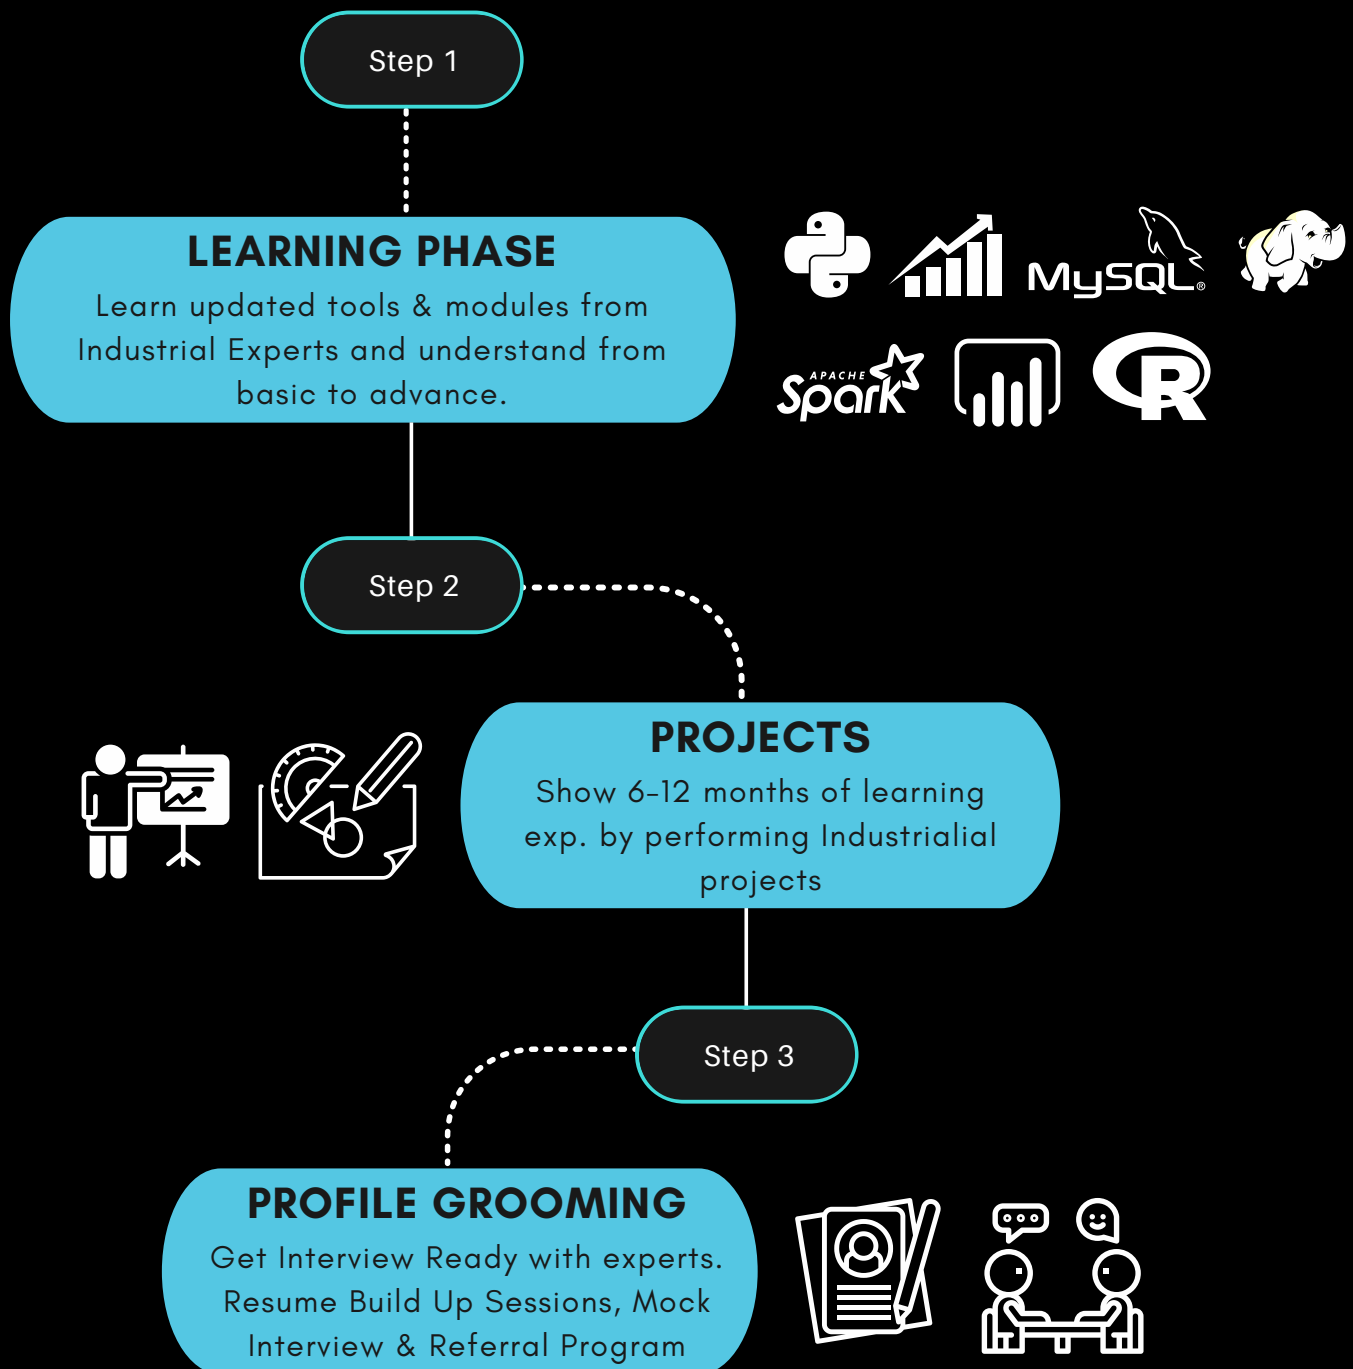 Step 1
LEARNING PHASE
Learn updated tools & modules from
Industrial Experts and understand from
basic to advance.
MySQL®
APACHE
Spark
R
Step 2
PROJECTS
Show 6-12 months of learning
exp. by performing Industrialial
projects
Step 3
PROFILE GROOMING
Get Interview Ready with experts.
Resume Build Up Sessions, Mock
Interview & Referral Program